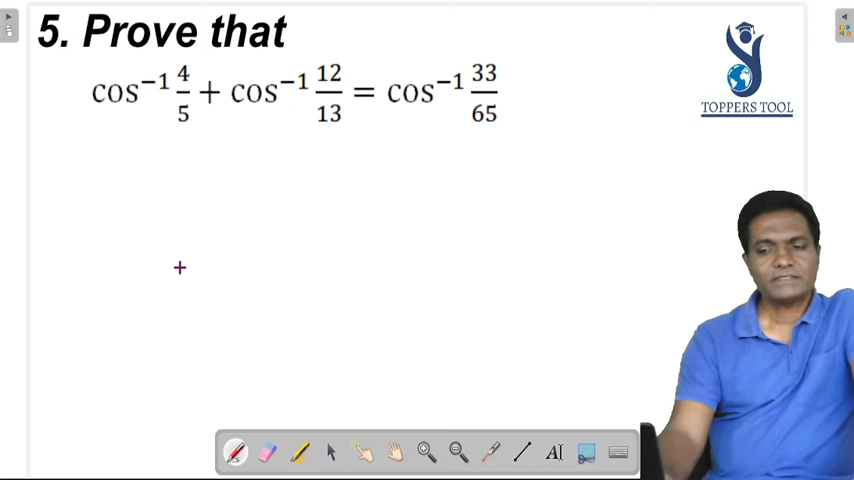 5. Prove that
cos⁻¹ 4/5 + cos⁻¹ 12/13 = cos⁻¹ 33/65
TOPPERS TOOL